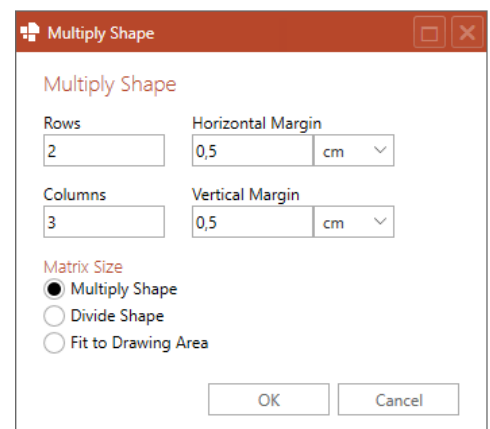 Multiply Shape
Multiply Shape
Rows Horizontal Margin
2 0,5 cm
Columns Vertical Margin
3 0,5 cm
Matrix Size
Multiply Shape
Divide Shape
Fit to Drawing Area
OK Cancel